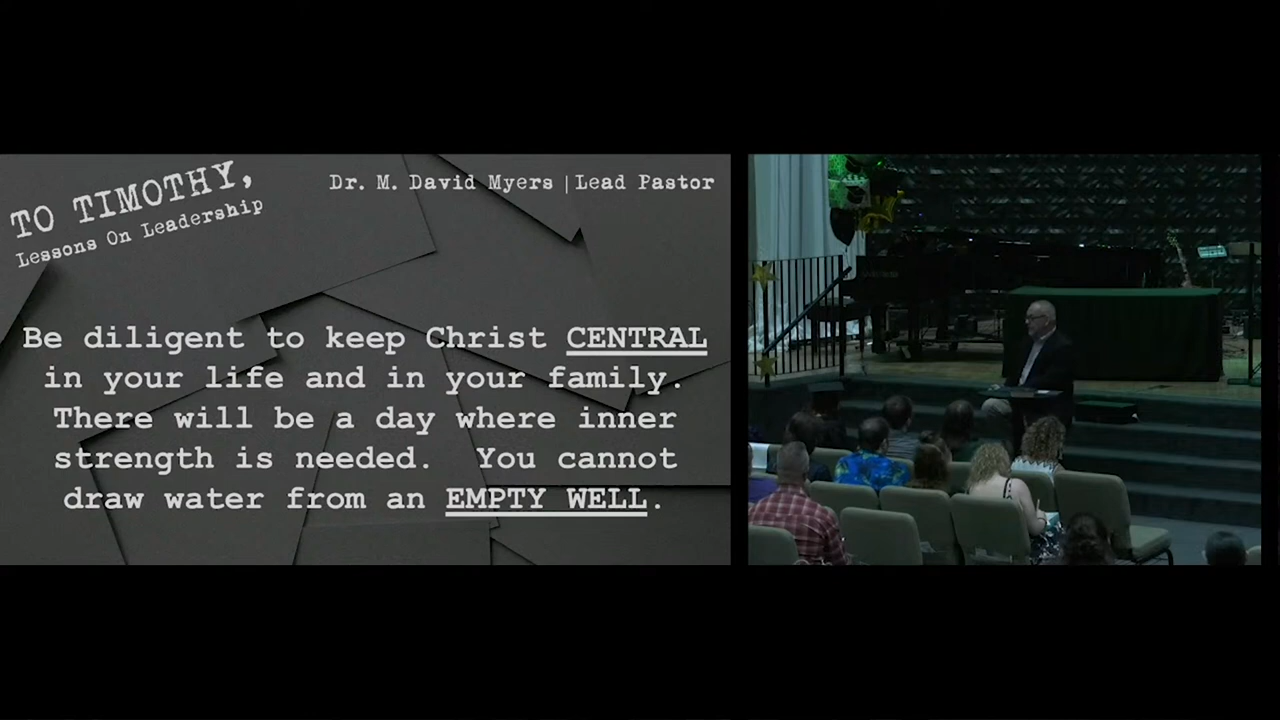 TO TIMOTHY,
Lessons On Leadership
Dr. M. David Myers |Lead Pastor
Be diligent to keep Christ CENTRAL
in your life and in your family.
There will be a day where inner
strength is needed. You cannot
draw water from an EMPTY WELL.